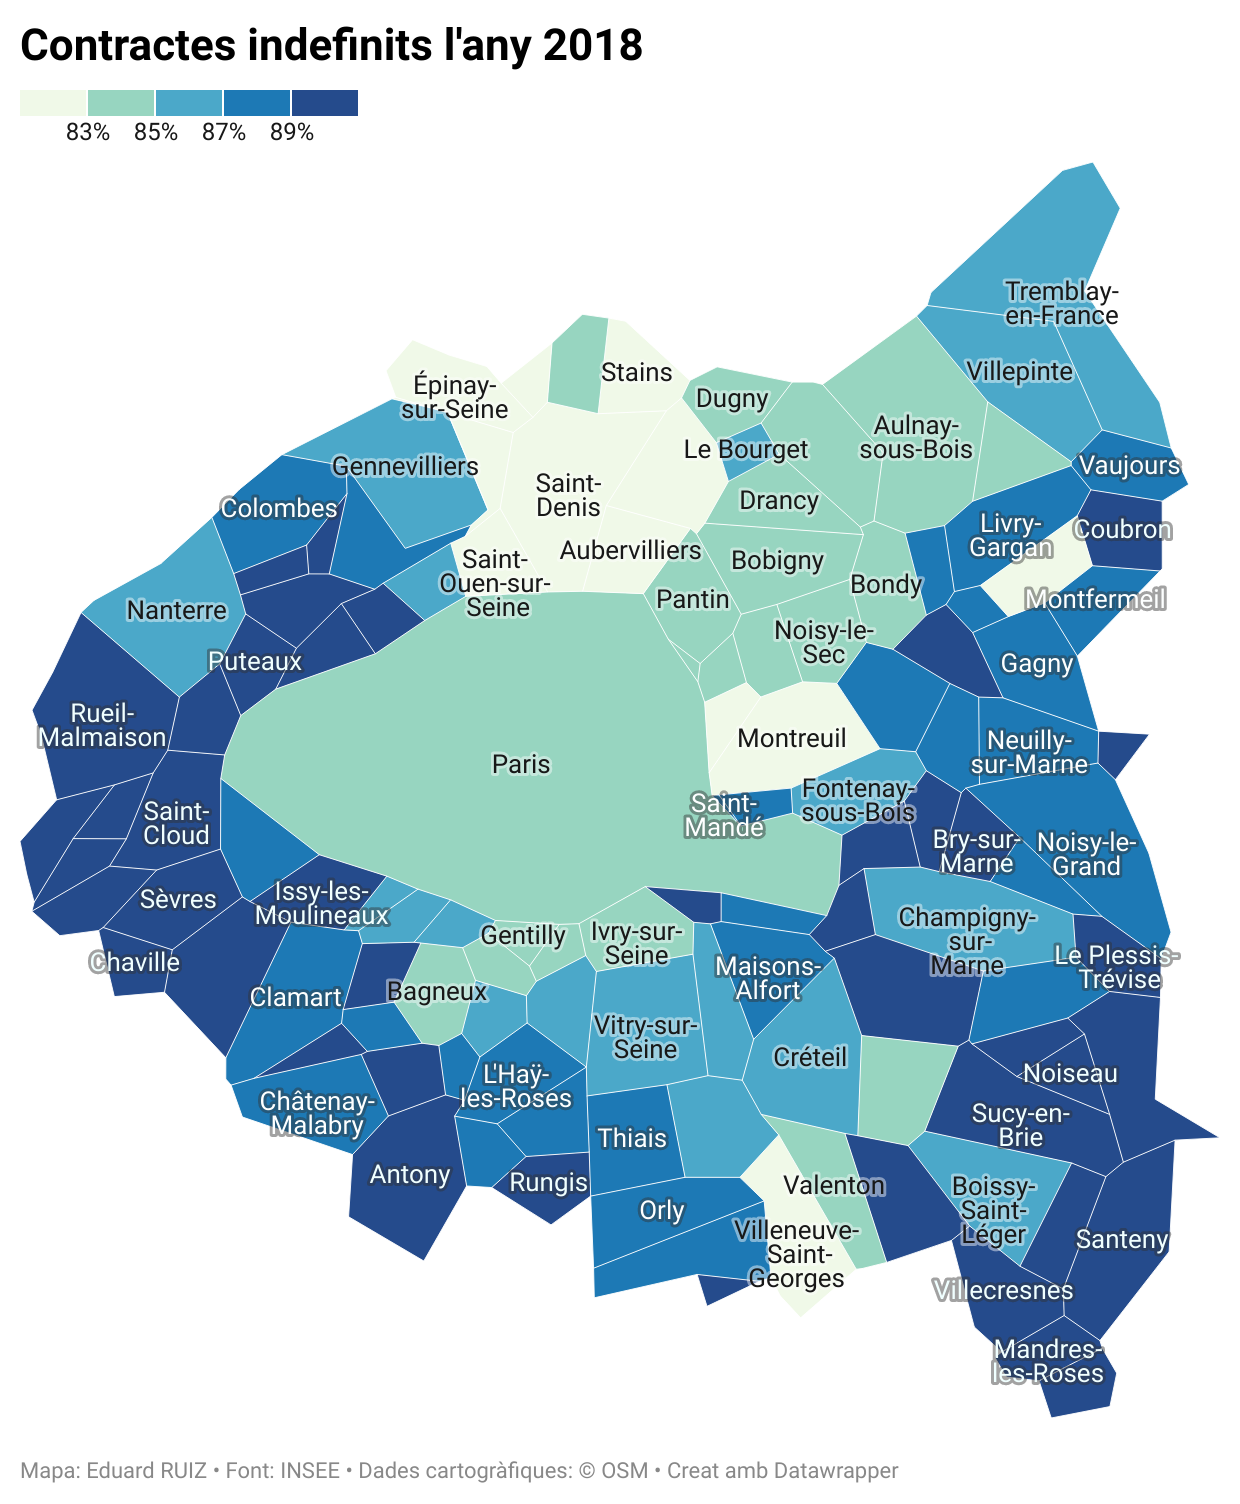 Contractes indefinits l'any 2018
83% 85% 87% 89%
Tremblay-
en-France
Villepinte
Stains
Épinay-
sur-Seine
Dugny
Aulnay-
sous-Bois
Le Bourget
Vaujours
Gennevilliers
Saint-
Denis
Drancy
Colombes
Livry-
Gargan
Coubron
Aubervilliers
Bobigny
Saint-
Ouen-sur-
Seine
Bondy
Pantin
Montfermeil
Nanterre
Noisy-le-
Sec
Puteaux
Gagny
Rueil-
Malmaison
Montreuil
Neuilly-
sur-Marne
Paris
Fontenay-
sous-Bois
Saint-
Mandé
Saint-
Cloud
Bry-sur-
Marne
Noisy-le-
Grand
Sèvres
Issy-les-
Moulineaux
Champigny-
sur-
Marne
Gentilly
Ivry-sur-
Seine
Chaville
Maisons-
Alfort
Le Plessis-
Trévise
Clamart
Bagneux
Vitry-sur-
Seine
Créteil
Noiseau
L'Haÿ-
les-Roses
Châtenay-
Malabry
Sucy-en-
Brie
Thiais
Antony
Rungis
Valenton
Boissy-
Saint-
Léger
Orly
Villeneuve-
Saint-
Georges
Santeny
Villecresnes
Mandres-
les-Roses
Mapa: Eduard RUIZ • Font: INSEE • Dades cartogràfiques: © OSM • Creat amb Datawrapper